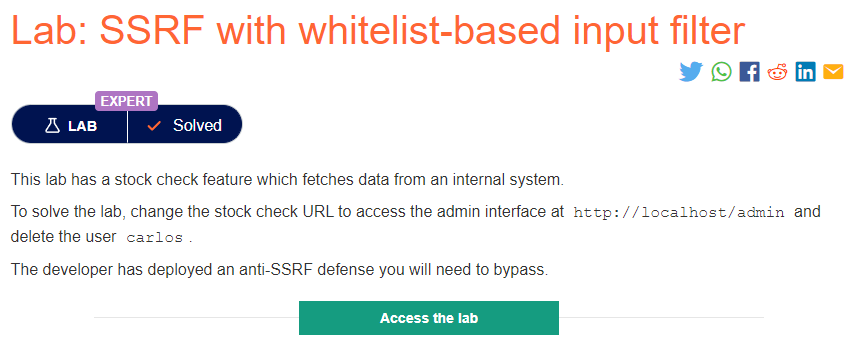 Lab: SSRF with whitelist-based input filter
EXPERT
LAB Solved
This lab has a stock check feature which fetches data from an internal system.
To solve the lab, change the stock check URL to access the admin interface at http://localhost/admin and
delete the user carlos.
The developer has deployed an anti-SSRF defense you will need to bypass.
Access the lab